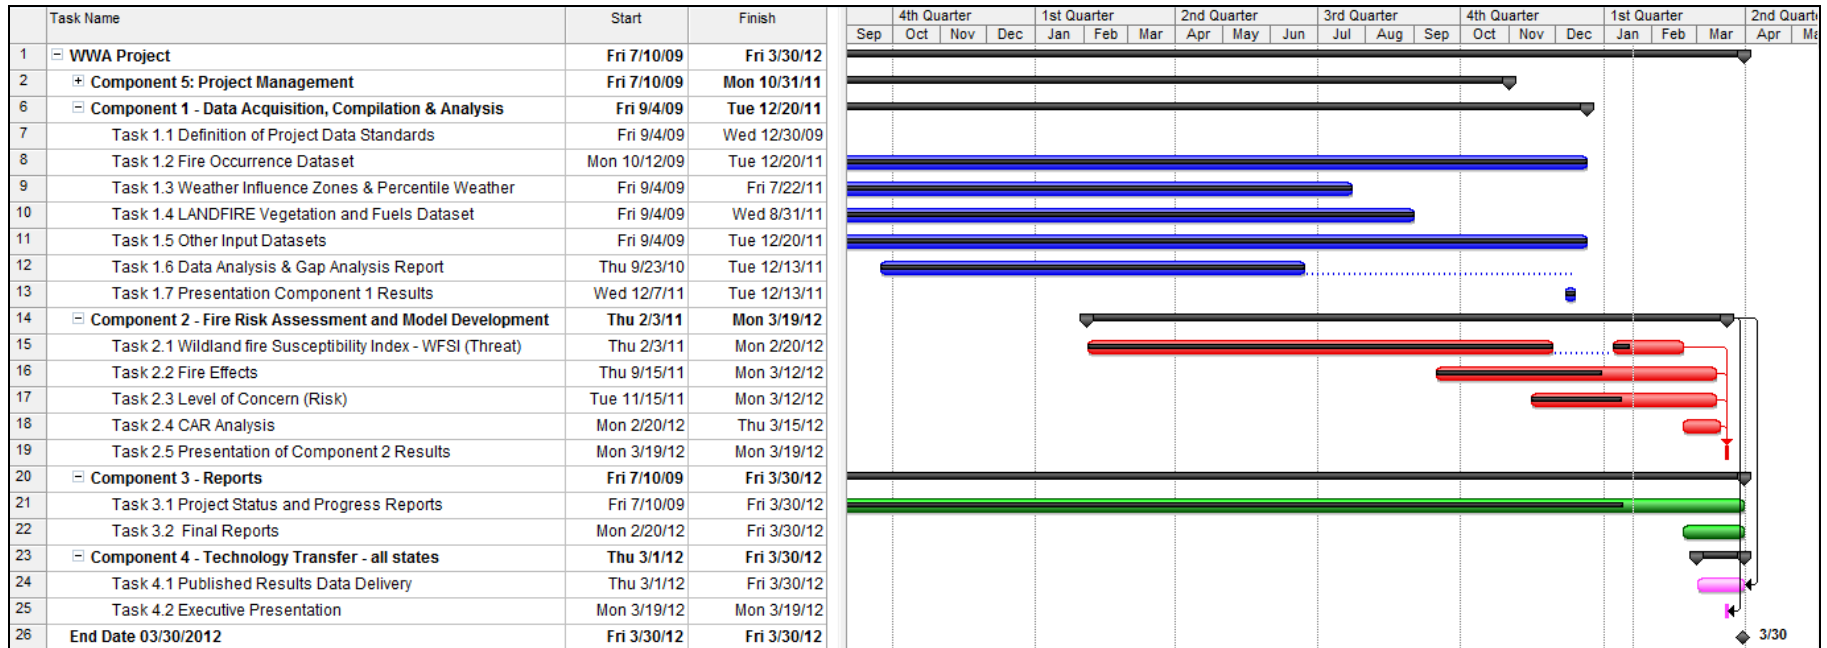 Task Name Start Finish 4th Quarter 1st Quarter 2nd Quarter 3rd Quarter 4th Quarter 1st Quarter 2nd Quart
Sep Oct Nov Dec Jan Feb Mar Apr May Jun Jul Aug Sep Oct Nov Dec Jan Feb Mar Apr Ma
1 WWA Project Fri 7/10/09 Fri 3/30/12
2 Component 5: Project Management Fri 7/10/09 Mon 10/31/11
6 Component 1 - Data Acquisition, Compilation & Analysis Fri 9/4/09 Tue 12/20/11
7 Task 1.1 Definition of Project Data Standards Fri 9/4/09 Wed 12/30/09
8 Task 1.2 Fire Occurrence Dataset Mon 10/12/09 Tue 12/20/11
9 Task 1.3 Weather Influence Zones & Percentile Weather Fri 9/4/09 Fri 7/22/11
10 Task 1.4 LANDFIRE Vegetation and Fuels Dataset Fri 9/4/09 Wed 8/31/11
11 Task 1.5 Other Input Datasets Fri 9/4/09 Tue 12/20/11
12 Task 1.6 Data Analysis & Gap Analysis Report Thu 9/23/10 Tue 12/13/11
13 Task 1.7 Presentation Component 1 Results Wed 12/7/11 Tue 12/13/11
14 Component 2 - Fire Risk Assessment and Model Development Thu 2/3/11 Mon 3/19/12
15 Task 2.1 Wildland fire Susceptibility Index - WFSI (Threat) Thu 2/3/11 Mon 2/20/12
16 Task 2.2 Fire Effects Thu 9/15/11 Mon 3/12/12
17 Task 2.3 Level of Concern (Risk) Tue 11/15/11 Mon 3/12/12
18 Task 2.4 CAR Analysis Mon 2/20/12 Thu 3/15/12
19 Task 2.5 Presentation of Component 2 Results Mon 3/19/12 Mon 3/19/12
20 Component 3 - Reports Fri 7/10/09 Fri 3/30/12
21 Task 3.1 Project Status and Progress Reports Fri 7/10/09 Fri 3/30/12
22 Task 3.2 Final Reports Mon 2/20/12 Fri 3/30/12
23 Component 4 - Technology Transfer - all states Thu 3/1/12 Fri 3/30/12
24 Task 4.1 Published Results Data Delivery Thu 3/1/12 Fri 3/30/12
25 Task 4.2 Executive Presentation Mon 3/19/12 Mon 3/19/12
26 End Date 03/30/2012 Fri 3/30/12 Fri 3/30/12 3/30